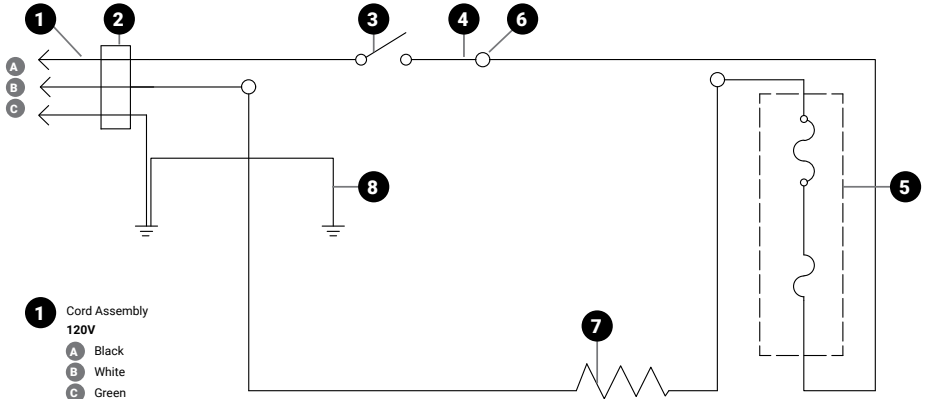 1 2 3 4 6
A
B
C
5
8
1 Cord Assembly
120V
7
A Black
B White
C Green